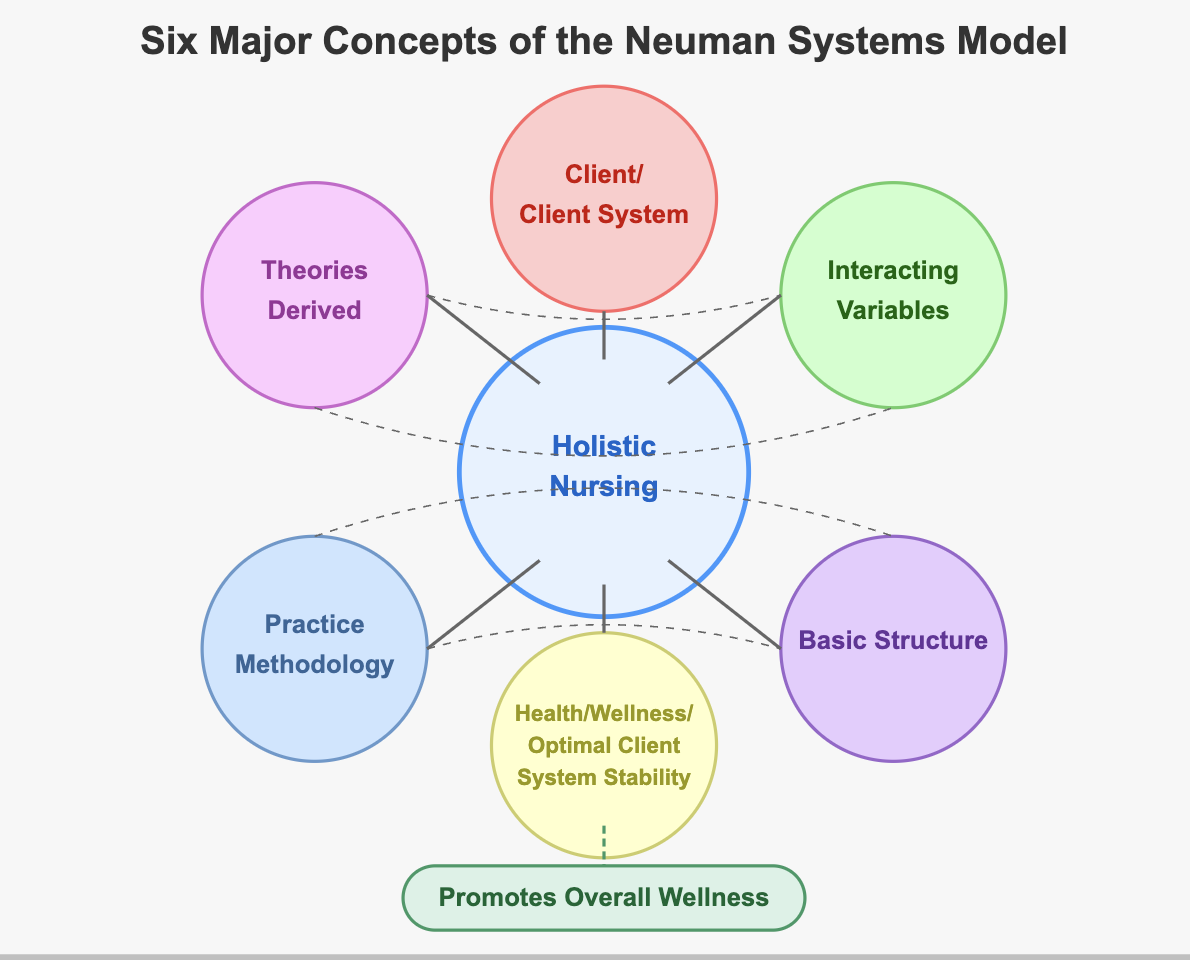 Six Major Concepts of the Neuman Systems Model
Client/
Client System
Theories
Derived
Interacting
Variables
Holistic
Nursing
Practice
Methodology
Basic Structure
Health/Wellness/
Optimal Client
System Stability
Promotes Overall Wellness